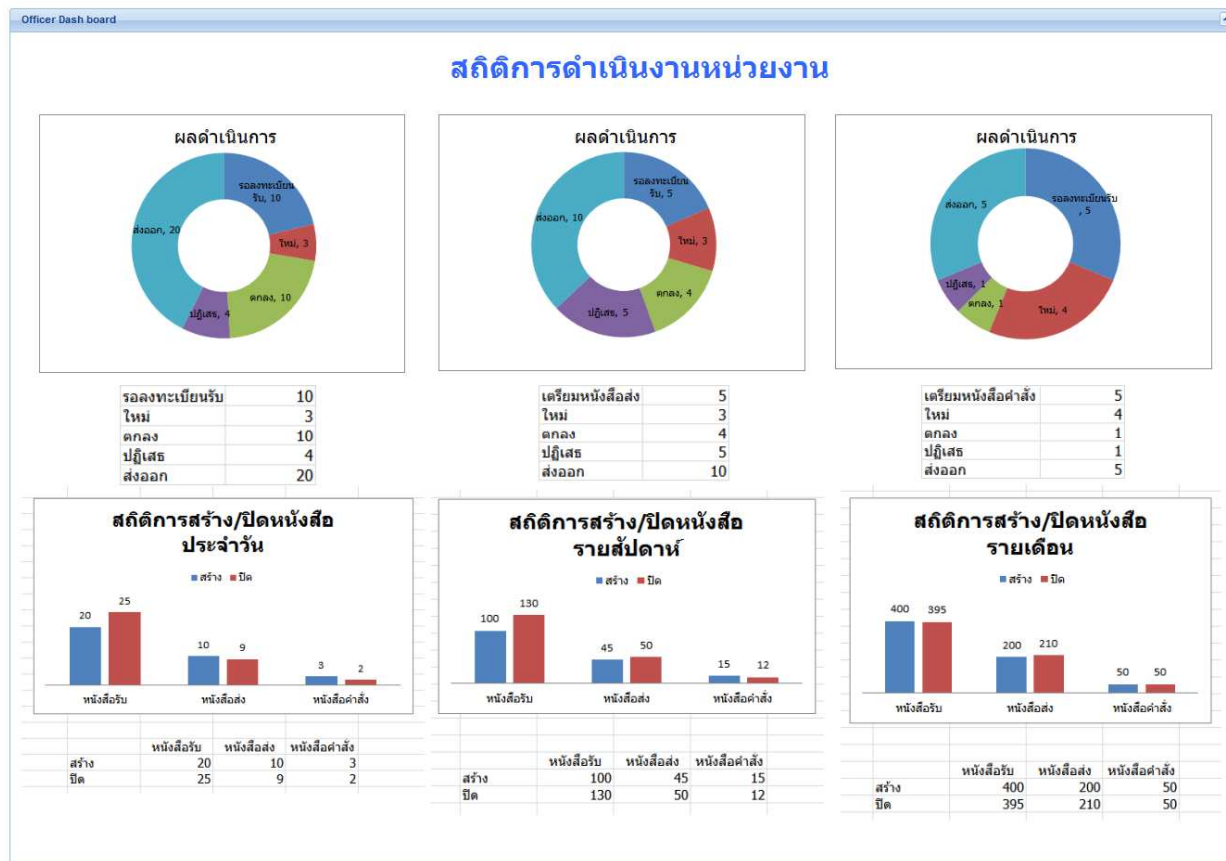 Officer Dash board
สถิติการดำเนินงานหน่วยงาน
ผลดำเนินการ
รอลงทะเบียน
รับ, 10
ใหม่, 3
ตกลง, 10
ปฏิเสธ, 4
ส่งออก, 20
ผลดำเนินการ
รอลงทะเบียน
รับ, 5
ใหม่, 3
ตกลง, 4
ปฏิเสธ, 5
ส่งออก, 10
ผลดำเนินการ
รอลงทะเบียนรับ
, 5
ใหม่, 4
ตกลง, 1
ปฏิเสธ, 1
ส่งออก, 5
รอลงทะเบียนรับ 10
ใหม่ 3
ตกลง 10
ปฏิเสธ 4
ส่งออก 20
เตรียมหนังสือส่ง 5
ใหม่ 3
ตกลง 4
ปฏิเสธ 5
ส่งออก 10
เตรียมหนังสือคำสั่ง 5
ใหม่ 4
ตกลง 1
ปฏิเสธ 1
ส่งออก 5
สถิติการสร้าง/ปิดหนังสือ
ประจำวัน
สร้าง ปิด
20 25 10 9 3 2
หนังสือรับ หนังสือส่ง หนังสือคำสั่ง
หนังสือรับ หนังสือส่ง หนังสือคำสั่ง
สร้าง 20 10 3
ปิด 25 9 2
สถิติการสร้าง/ปิดหนังสือ
รายสัปดาห์
สร้าง ปิด
100 130 45 50 15 12
หนังสือรับ หนังสือส่ง หนังสือคำสั่ง
หนังสือรับ หนังสือส่ง หนังสือคำสั่ง
สร้าง 100 45 15
ปิด 130 50 12
สถิติการสร้าง/ปิดหนังสือ
รายเดือน
สร้าง ปิด
400 395 200 210 50 50
หนังสือรับ หนังสือส่ง หนังสือคำสั่ง
หนังสือรับ หนังสือส่ง หนังสือคำสั่ง
สร้าง 400 200 50
ปิด 395 210 50